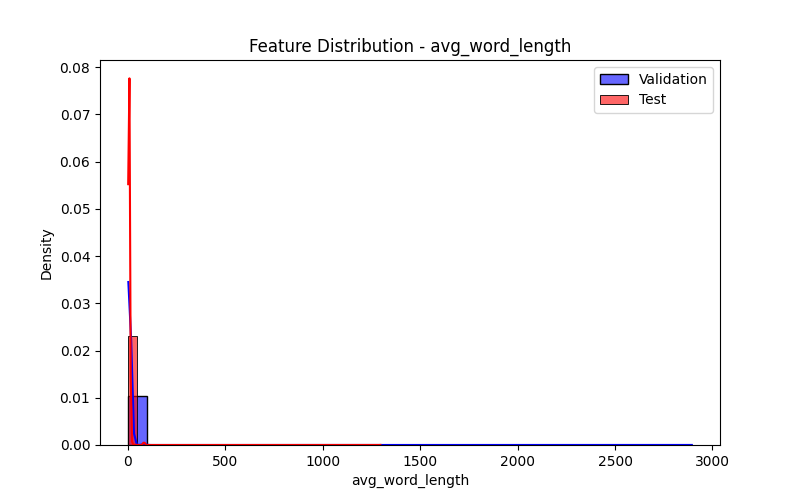 Feature Distribution - avg_word_length
Validation
Test
Density
0.08
0.07
0.06
0.05
0.04
0.03
0.02
0.01
0.00
0 500 1000 1500 2000 2500 3000
avg_word_length